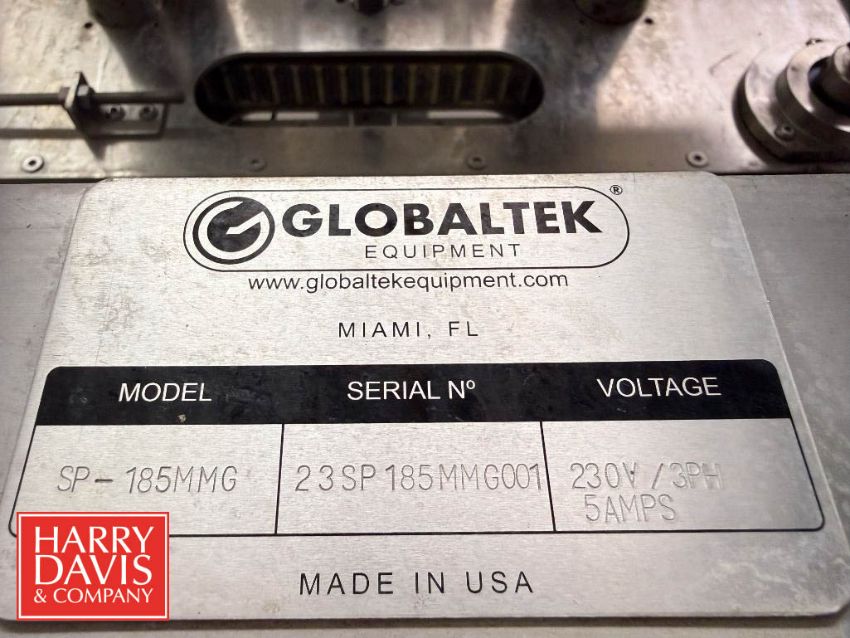 GLOBALTEK®
EQUIPMENT
www.globaltekequipment.com
MIAMI, FL
MODEL SERIAL Nº VOLTAGE
SP-185MMG 23SP185MMG001 230V/3PH
5AMPS
MADE IN USA
HARRY
DAVIS
& COMPANY